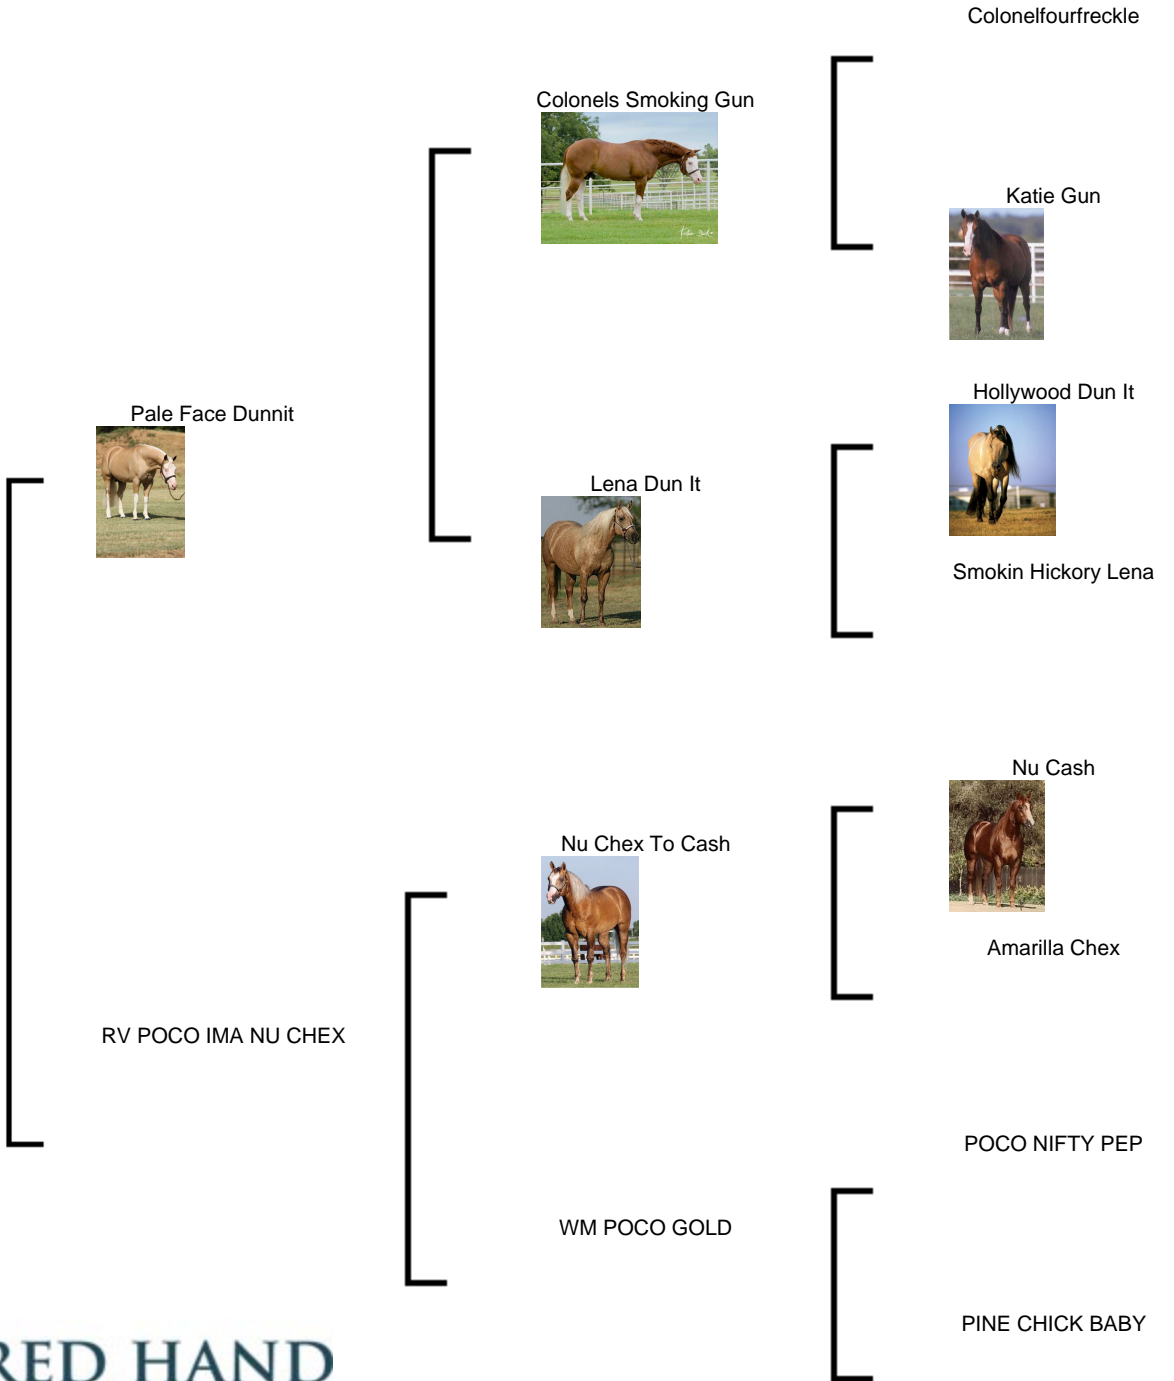 Colonelfourfreckle
Colonels Smoking Gun
Katie Gun
Pale Face Dunnit
Hollywood Dun It
Lena Dun It
Smokin Hickory Lena
Nu Cash
Nu Chex To Cash
Amarilla Chex
RV POCO IMA NU CHEX
POCO NIFTY PEP
WM POCO GOLD
PINE CHICK BABY
RED HAND